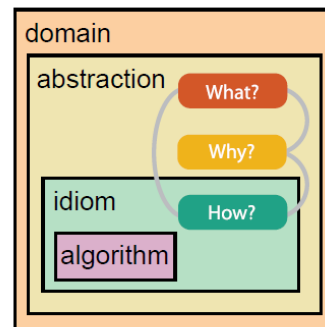 domain
abstraction
What?
Why?
idiom
How?
algorithm